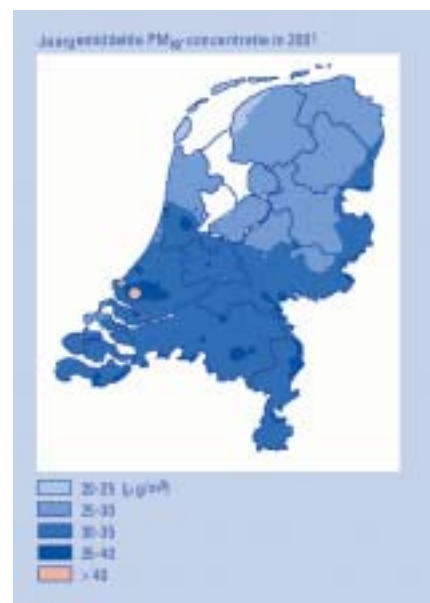 Jaargemiddelde PM₁₀-concentratie in 2001
20-25 (μg/m³)
25-30
30-35
35-40
> 40